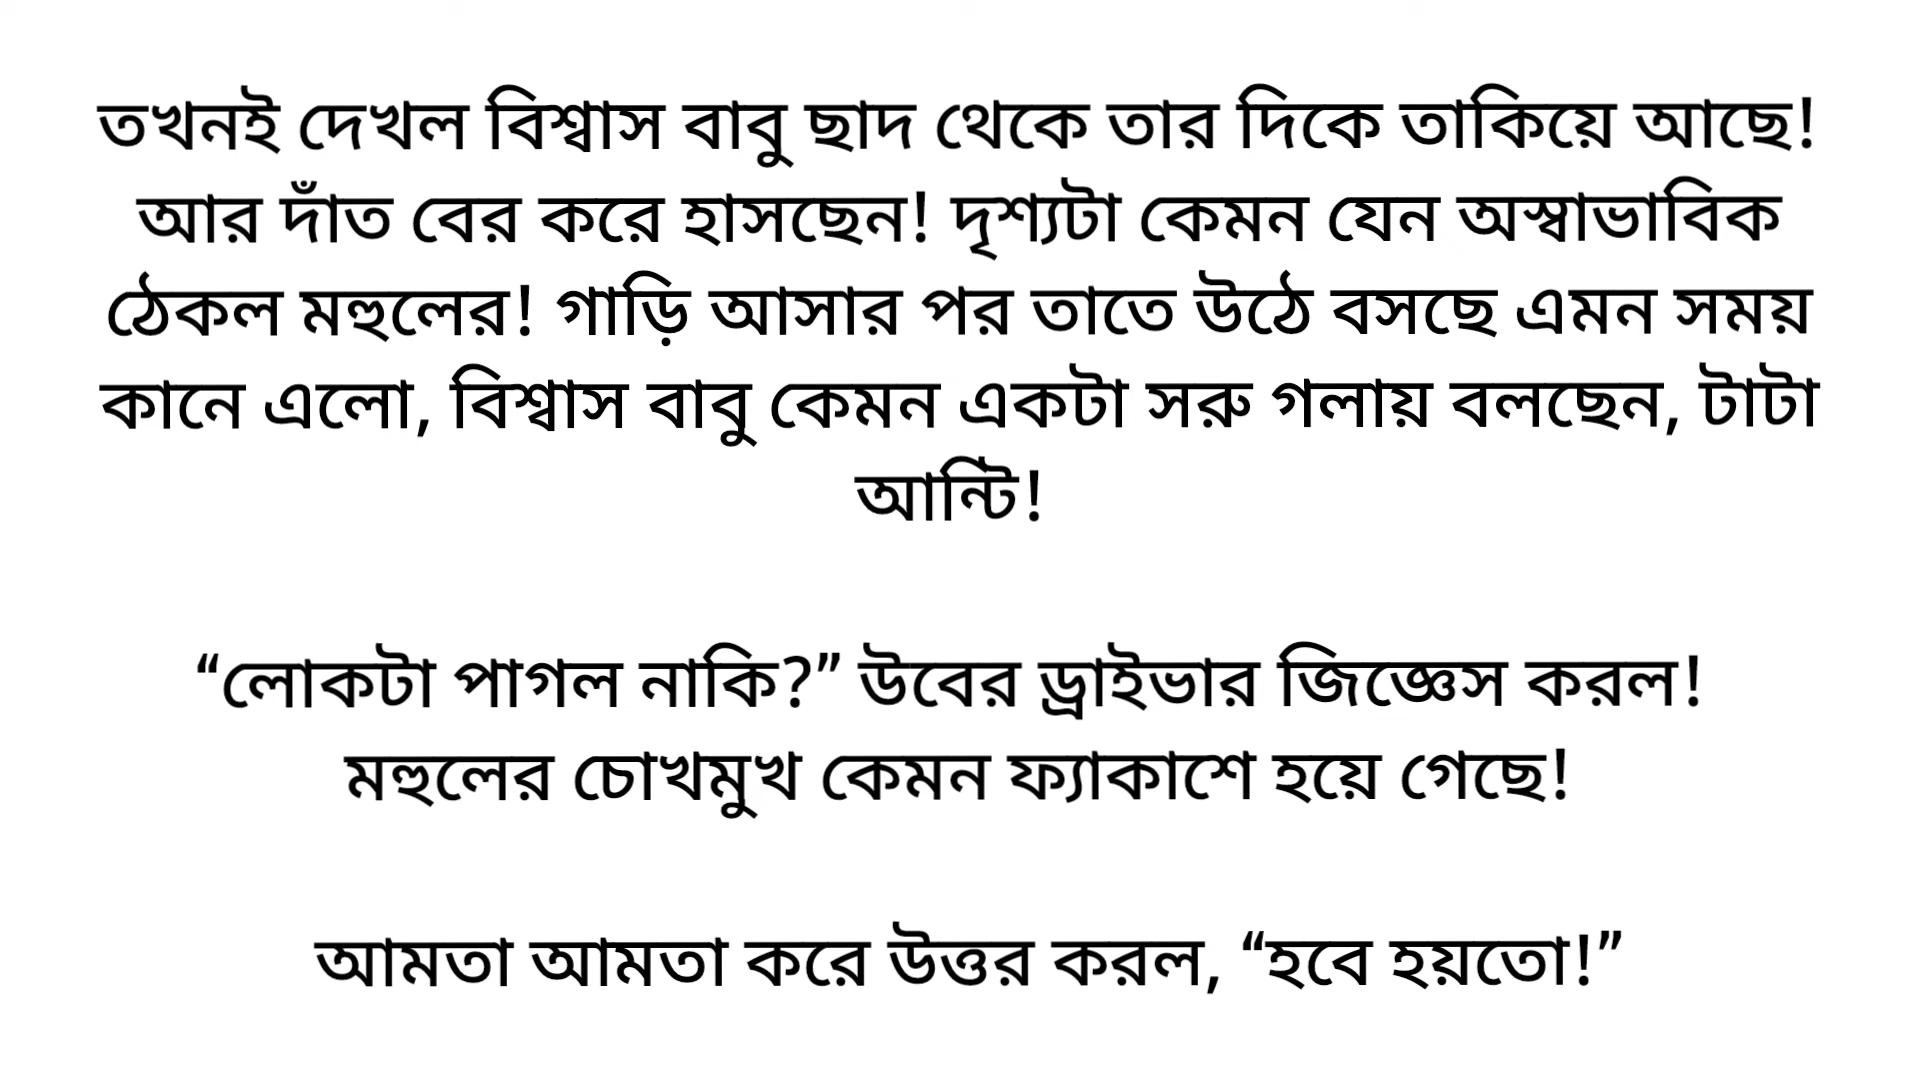 তখনই দেখল বিশ্বাস বাবু ছাদ থেকে তার দিকে তাকিয়ে আছে!
আর দাঁত বের করে হাসছেন! দৃশ্যটা কেমন যেন অস্বাভাবিক
ঠেকল মহুলের! গাড়ি আসার পর তাতে উঠে বসছে এমন সময়
কানে এলো, বিশ্বাস বাবু কেমন একটা সরু গলায় বলছেন, টাটা
আন্টি!
“লোকটা পাগল নাকি?” উবের ড্রাইভার জিজ্ঞেস করল!
মহুলের চোখমুখ কেমন ফ্যাকাশে হয়ে গেছে!
আমতা আমতা করে উত্তর করল, “হবে হয়তো!”